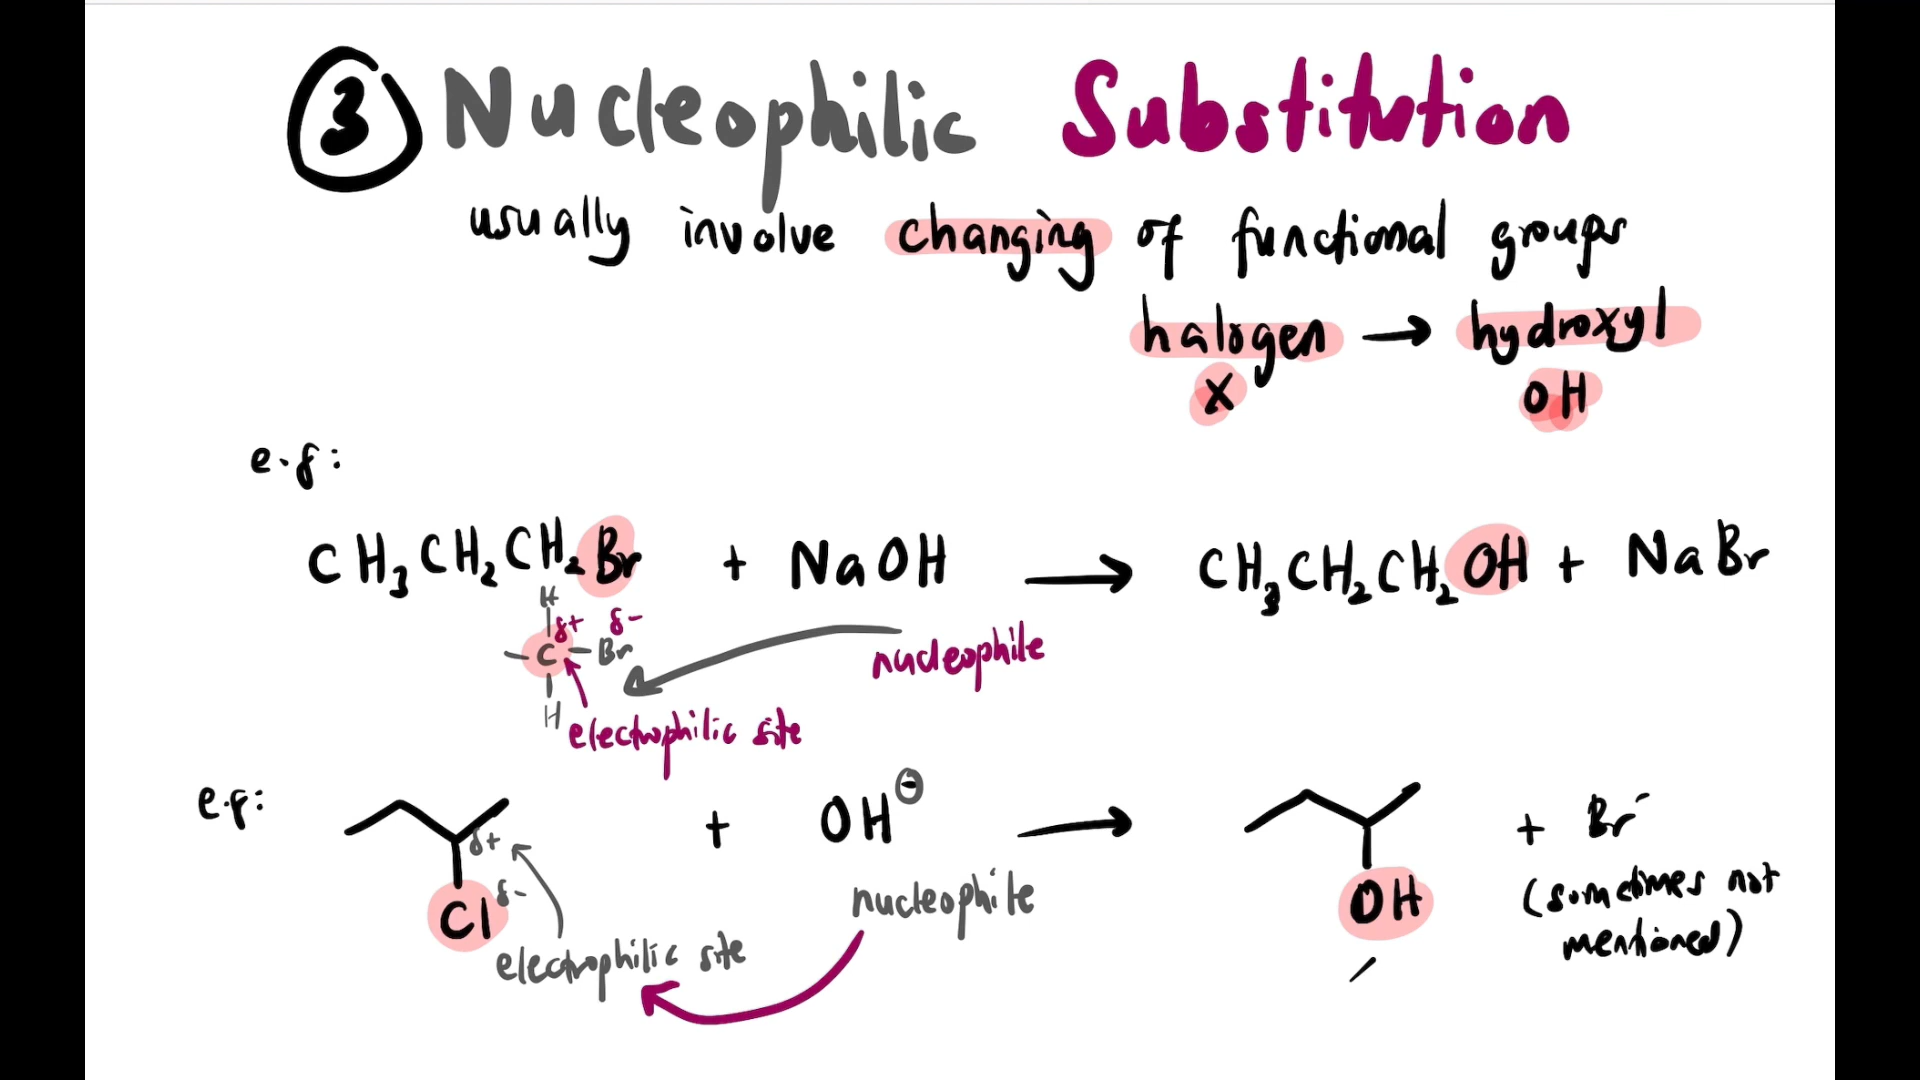 ③ Nucleophilic Substitution
usually involve changing of functional groups
halogen → hydroxyl
X OH
e.g:
CH₃CH₂CH₂Br + NaOH → CH₃CH₂CH₂OH + NaBr
H
δ+ δ-
C Br
nucleophile
H
electrophilic site
e.g:
+ OH⊖ → + Br⁻
δ+
δ-
Cl
nucleophile
OH
(sometimes not
mentioned)
electrophilic site